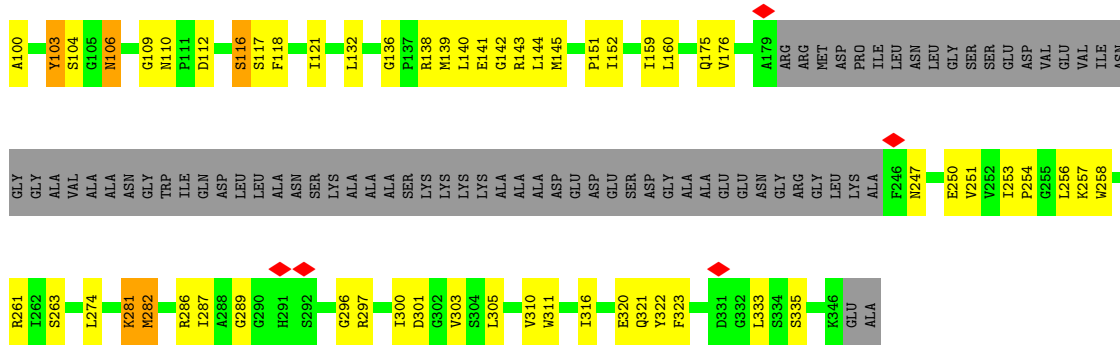 A100 Y103 S104 G105 N106 G109 N110 P111 D112 S116 S117 F118 I121 L132 G136 P137 R138 L139 L140 E141 G142 R143 L144 M145 P151 I152 I159 L160 Q175 V176 A179 ARG ARG MET ASP PRO ILE LEU ASN LEU GLY SER SER GLU ASP VAL GLU VAL ILE ASN
GLY GLY ALA VAL ALA ALA ASN GLY TRP ILE GLN ASP LEU LEU ALA ASN SER LYS ALA ALA ALA SER LYS LYS LYS LYS ALA ALA ALA ASP GLU ASP GLU SER ASP GLY ALA ALA GLU GLU ASN GLY ARG GLY LEU LYS ALA F246 N247 E250 V251 V252 I253 P254 G255 L256 K257 W258
R261 I262 S263 L274 K281 M282 R286 I287 A288 G289 G290 H291 S292 G296 R297 I300 D301 G302 V303 S304 L305 V310 W311 I316 E320 Q321 Y322 F323 D331 G332 L333 S334 S335 K346 GLU ALA